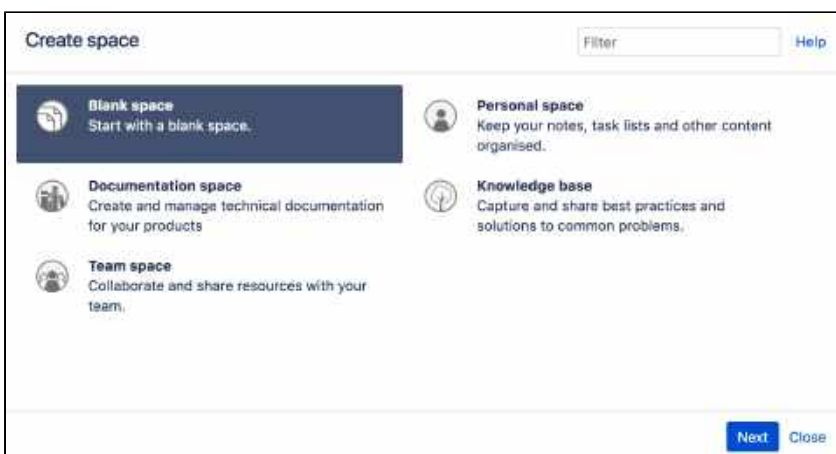 Create space
Filter
Help
Blank space
Start with a blank space.
Personal space
Keep your notes, task lists and other content
organised.
Documentation space
Create and manage technical documentation
for your products
Knowledge base
Capture and share best practices and
solutions to common problems.
Team space
Collaborate and share resources with your
team.
Next
Close